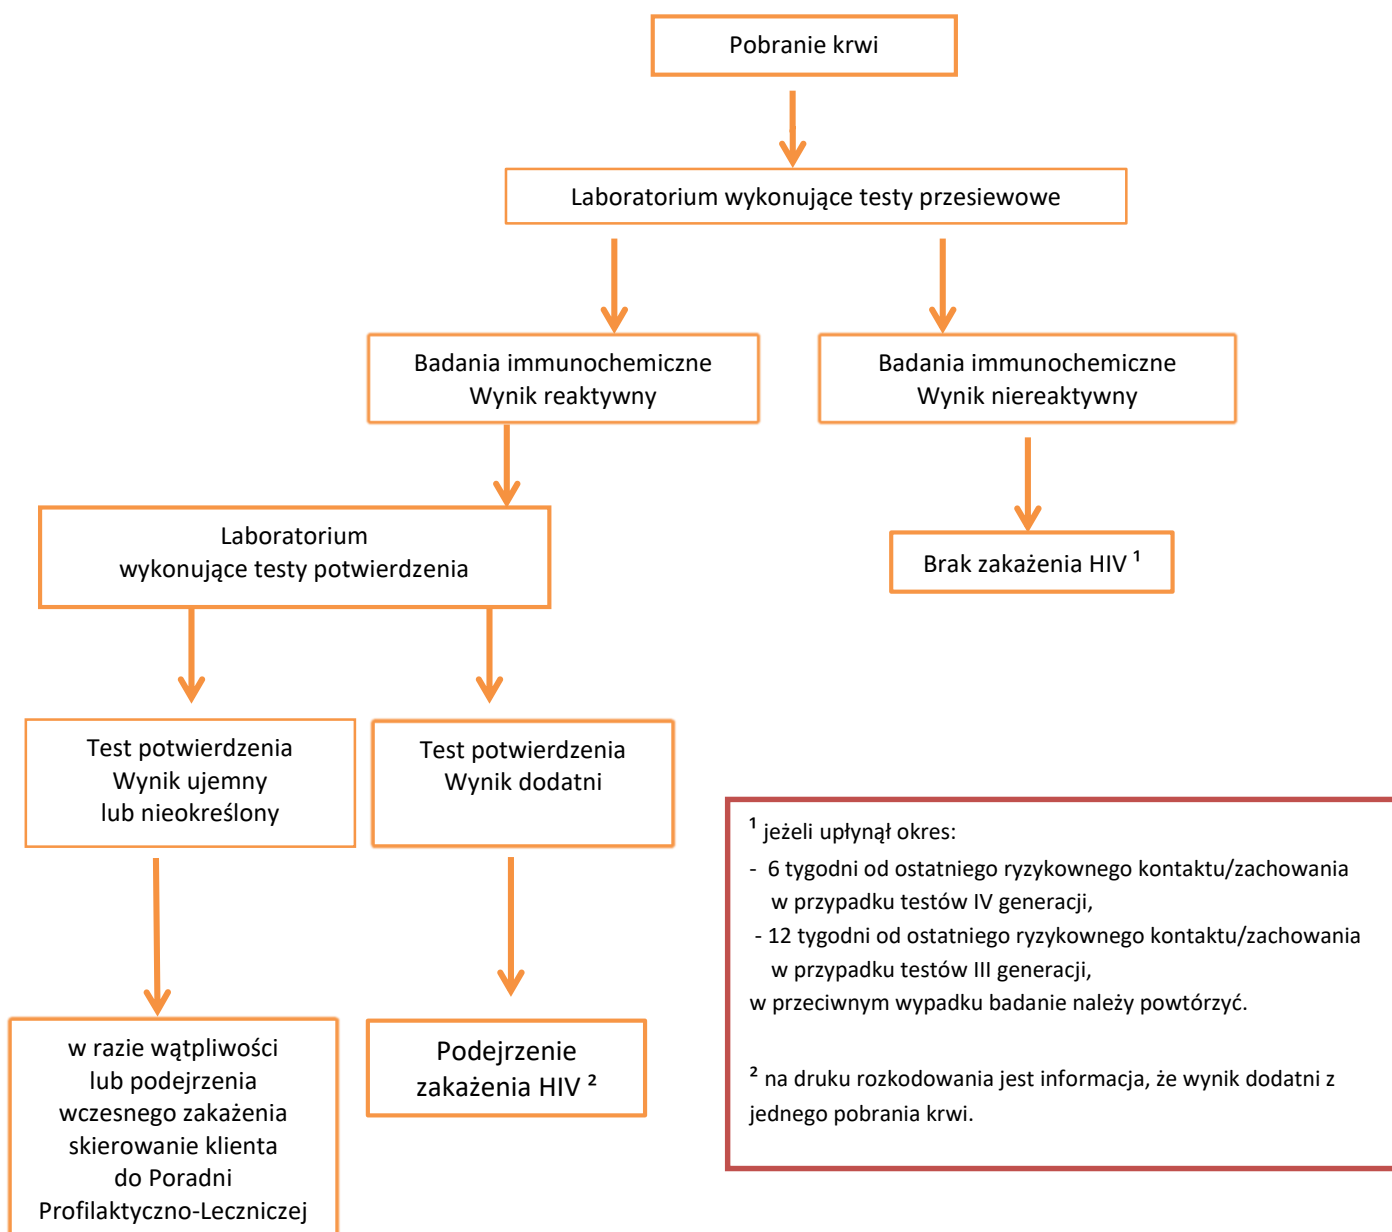 Pobranie krwi
Laboratorium wykonujące testy przesiewowe
Badania immunochemiczne
Wynik reaktywny
Badania immunochemiczne
Wynik niereaktywny
Laboratorium
wykonujące testy potwierdzenia
Brak zakażenia HIV ¹
Test potwierdzenia
Wynik ujemny
lub nieokreślony
Test potwierdzenia
Wynik dodatni
w razie wątpliwości
lub podejrzenia
wczesnego zakażenia
skierowanie klienta
do Poradni
Profilaktyczno-Leczniczej
Podejrzenie
zakażenia HIV ²
¹ jeżeli upłynął okres:
- 6 tygodni od ostatniego ryzykownego kontaktu/zachowania
w przypadku testów IV generacji,
- 12 tygodni od ostatniego ryzykownego kontaktu/zachowania
w przypadku testów III generacji,
w przeciwnym wypadku badanie należy powtórzyć.
² na druku rozkodowania jest informacja, że wynik dodatni z
jednego pobrania krwi.